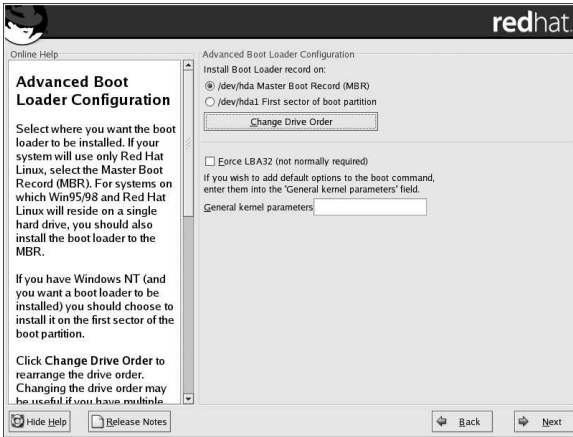 redhat.
Online Help
Advanced Boot
Loader Configuration
Select where you want the boot
loader to be installed. If your
system will use only Red Hat
Linux, select the Master Boot
Record (MBR). For systems on
which Win95/98 and Red Hat
Linux will reside on a single
hard drive, you should also
install the boot loader to the
MBR.
If you have Windows NT (and
you want a boot loader to be
installed) you should choose to
install it on the first sector of the
boot partition.
Click Change Drive Order to
rearrange the drive order.
Changing the drive order may
be useful if you have multiple
Advanced Boot Loader Configuration
Install Boot Loader record on:
/dev/hda Master Boot Record (MBR)
/dev/hda1 First sector of boot partition
Change Drive Order
Force LBA32 (not normally required)
If you wish to add default options to the boot command,
enter them into the 'General kernel parameters' field.
General kernel parameters
Hide Help
Release Notes
Back
Next